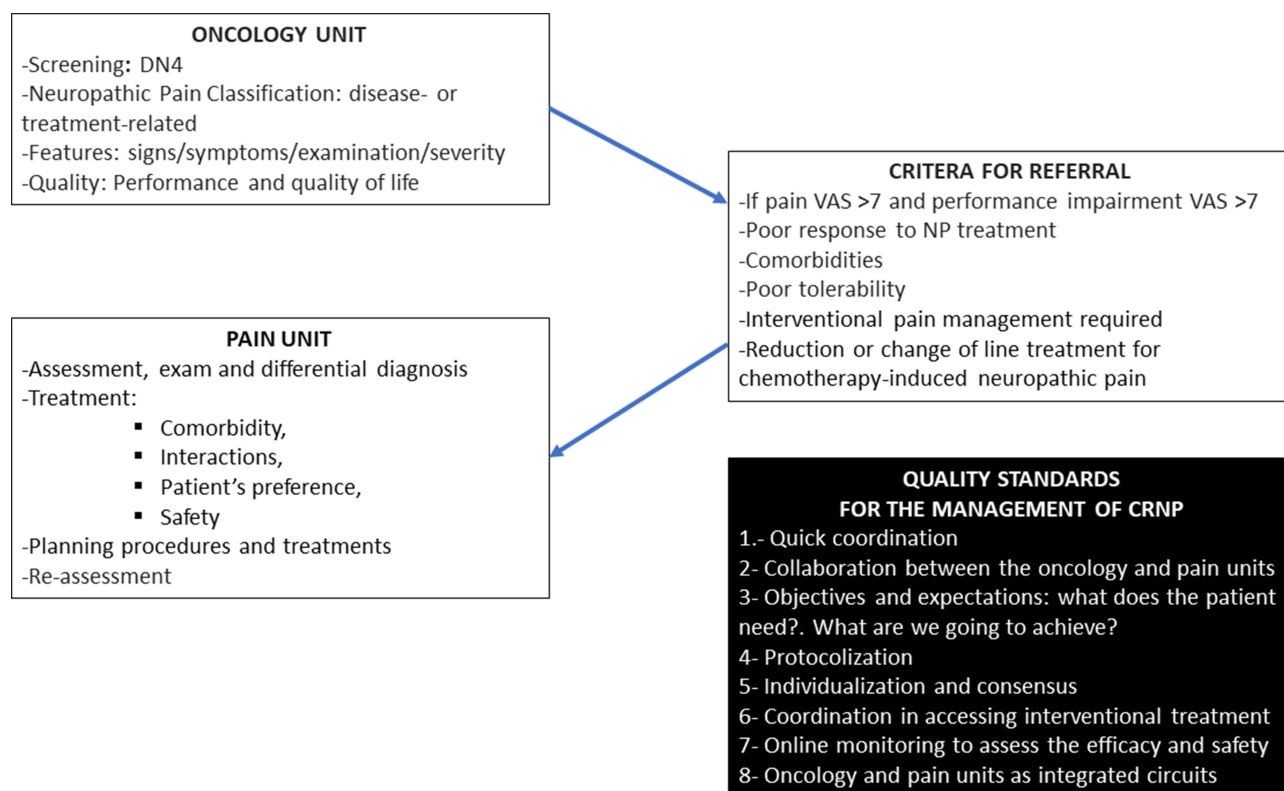 ONCOLOGY UNIT
-Screening: DN4
-Neuropathic Pain Classification: disease- or
treatment-related
-Features: signs/symptoms/examination/severity
-Quality: Performance and quality of life
CRITERA FOR REFERRAL
-If pain VAS >7 and performance impairment VAS >7
-Poor response to NP treatment
-Comorbidities
-Poor tolerability
-Interventional pain management required
-Reduction or change of line treatment for
chemotherapy-induced neuropathic pain
PAIN UNIT
-Assessment, exam and differential diagnosis
-Treatment:
▪ Comorbidity,
▪ Interactions,
▪ Patient's preference,
▪ Safety
-Planning procedures and treatments
-Re-assessment
QUALITY STANDARDS
FOR THE MANAGEMENT OF CRNP
1.- Quick coordination
2- Collaboration between the oncology and pain units
3- Objectives and expectations: what does the patient
need?. What are we going to achieve?
4- Protocolization
5- Individualization and consensus
6- Coordination in accessing interventional treatment
7- Online monitoring to assess the efficacy and safety
8- Oncology and pain units as integrated circuits